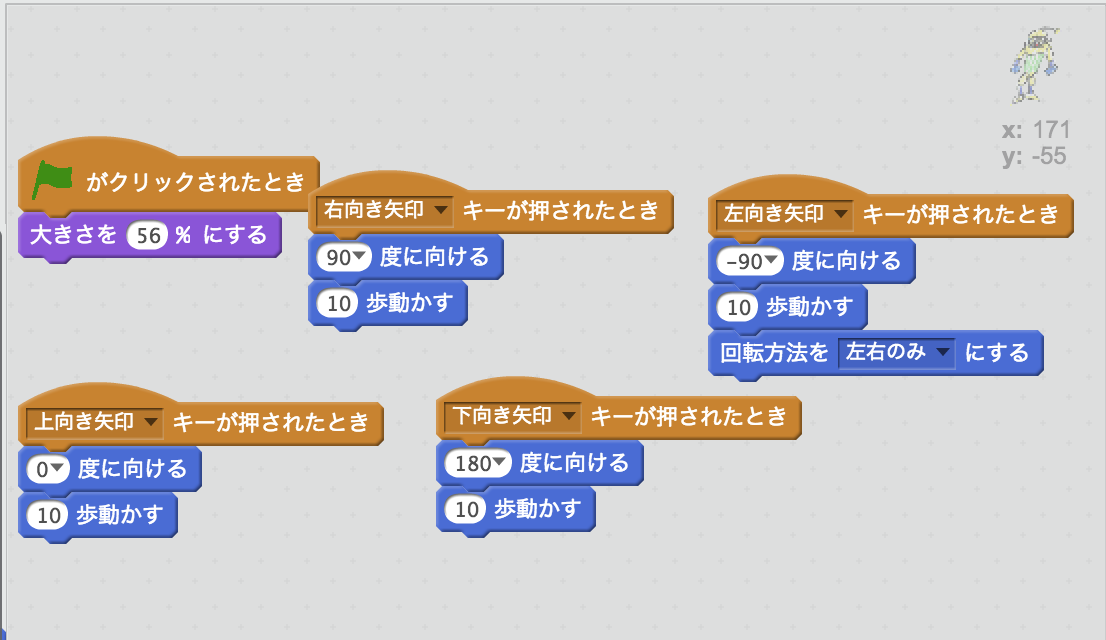 x: 171
y: -55
がクリックされたとき
大きさを 56 % にする
右向き矢印 キーが押されたとき
90 度に向ける
10 歩動かす
左向き矢印 キーが押されたとき
-90 度に向ける
10 歩動かす
回転方法を 左右のみ にする
上向き矢印 キーが押されたとき
0 度に向ける
10 歩動かす
下向き矢印 キーが押されたとき
180 度に向ける
10 歩動かす